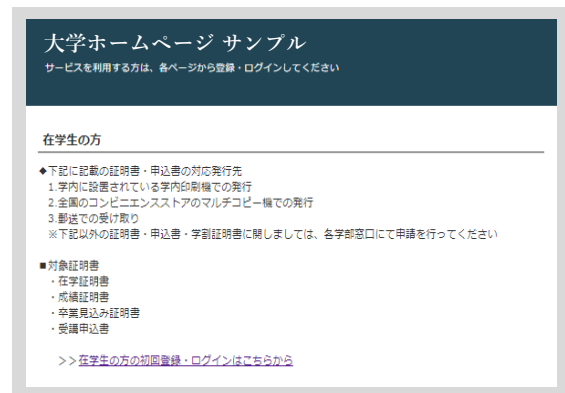 大学ホームページ サンプル
サービスを利用する方は、各ページから登録・ログインしてください
在学生の方
◆下記に記載の証明書・申込書の対応発行先
1.学内に設置されている学内印刷機での発行
2.全国のコンビニエンスストアのマルチコピー機での発行
3.郵送での受け取り
※下記以外の証明書・申込書・学割証明書に関しましては、各学部窓口にて申請を行ってください
■対象証明書
・在学証明書
・成績証明書
・卒業見込み証明書
・受講申込書
>>在学生の方の初回登録・ログインはこちらから